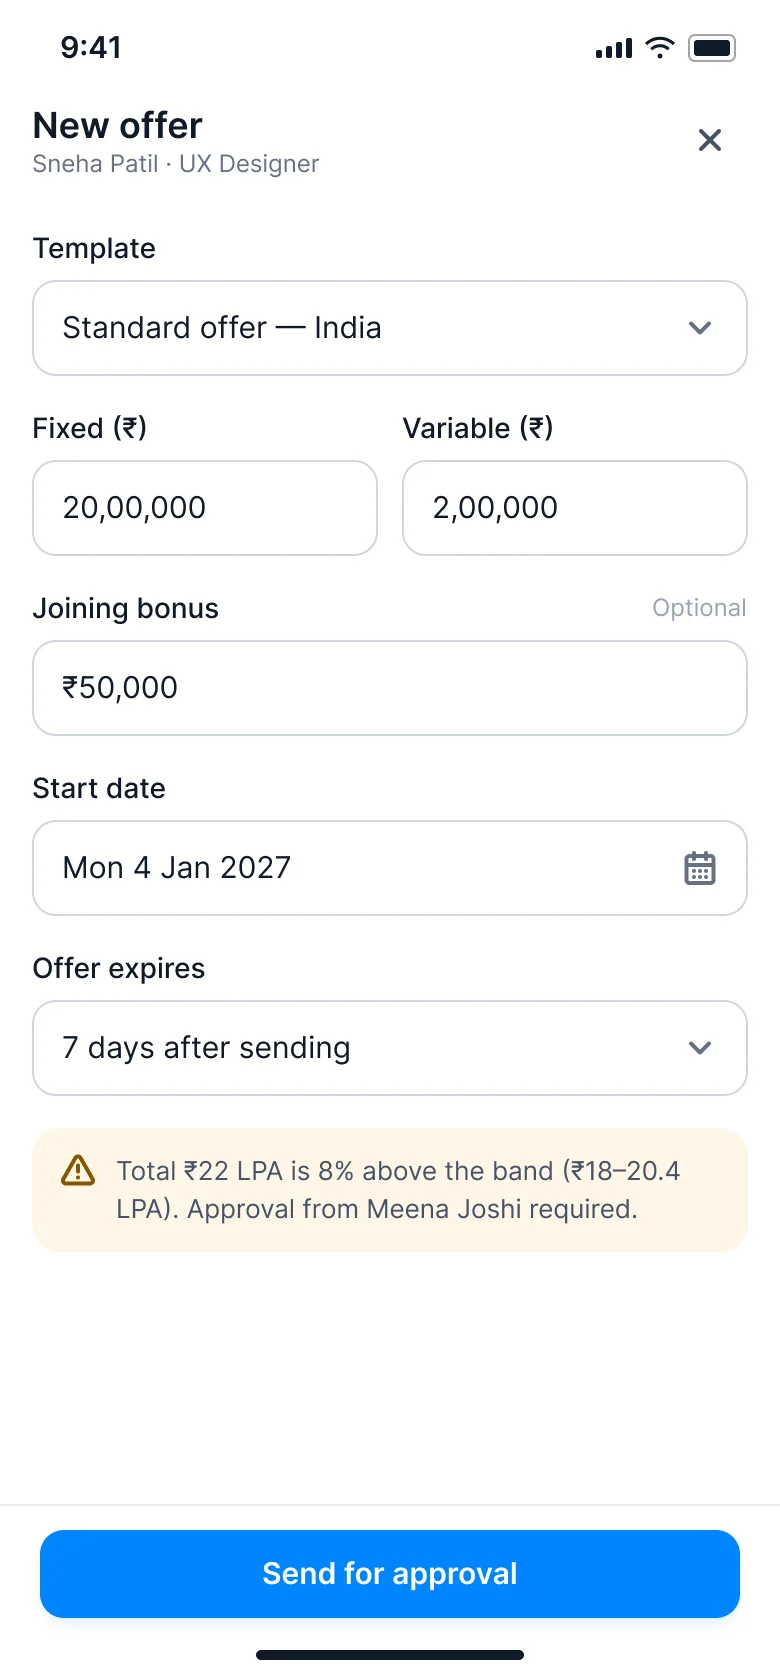 9:41
New offer
Sneha Patil · UX Designer
Template
Standard offer — India
Fixed (₹)
Variable (₹)
20,00,000
2,00,000
Joining bonus
Optional
₹50,000
Start date
Mon 4 Jan 2027
Offer expires
7 days after sending
Total ₹22 LPA is 8% above the band (₹18–20.4
LPA). Approval from Meena Joshi required.
Send for approval